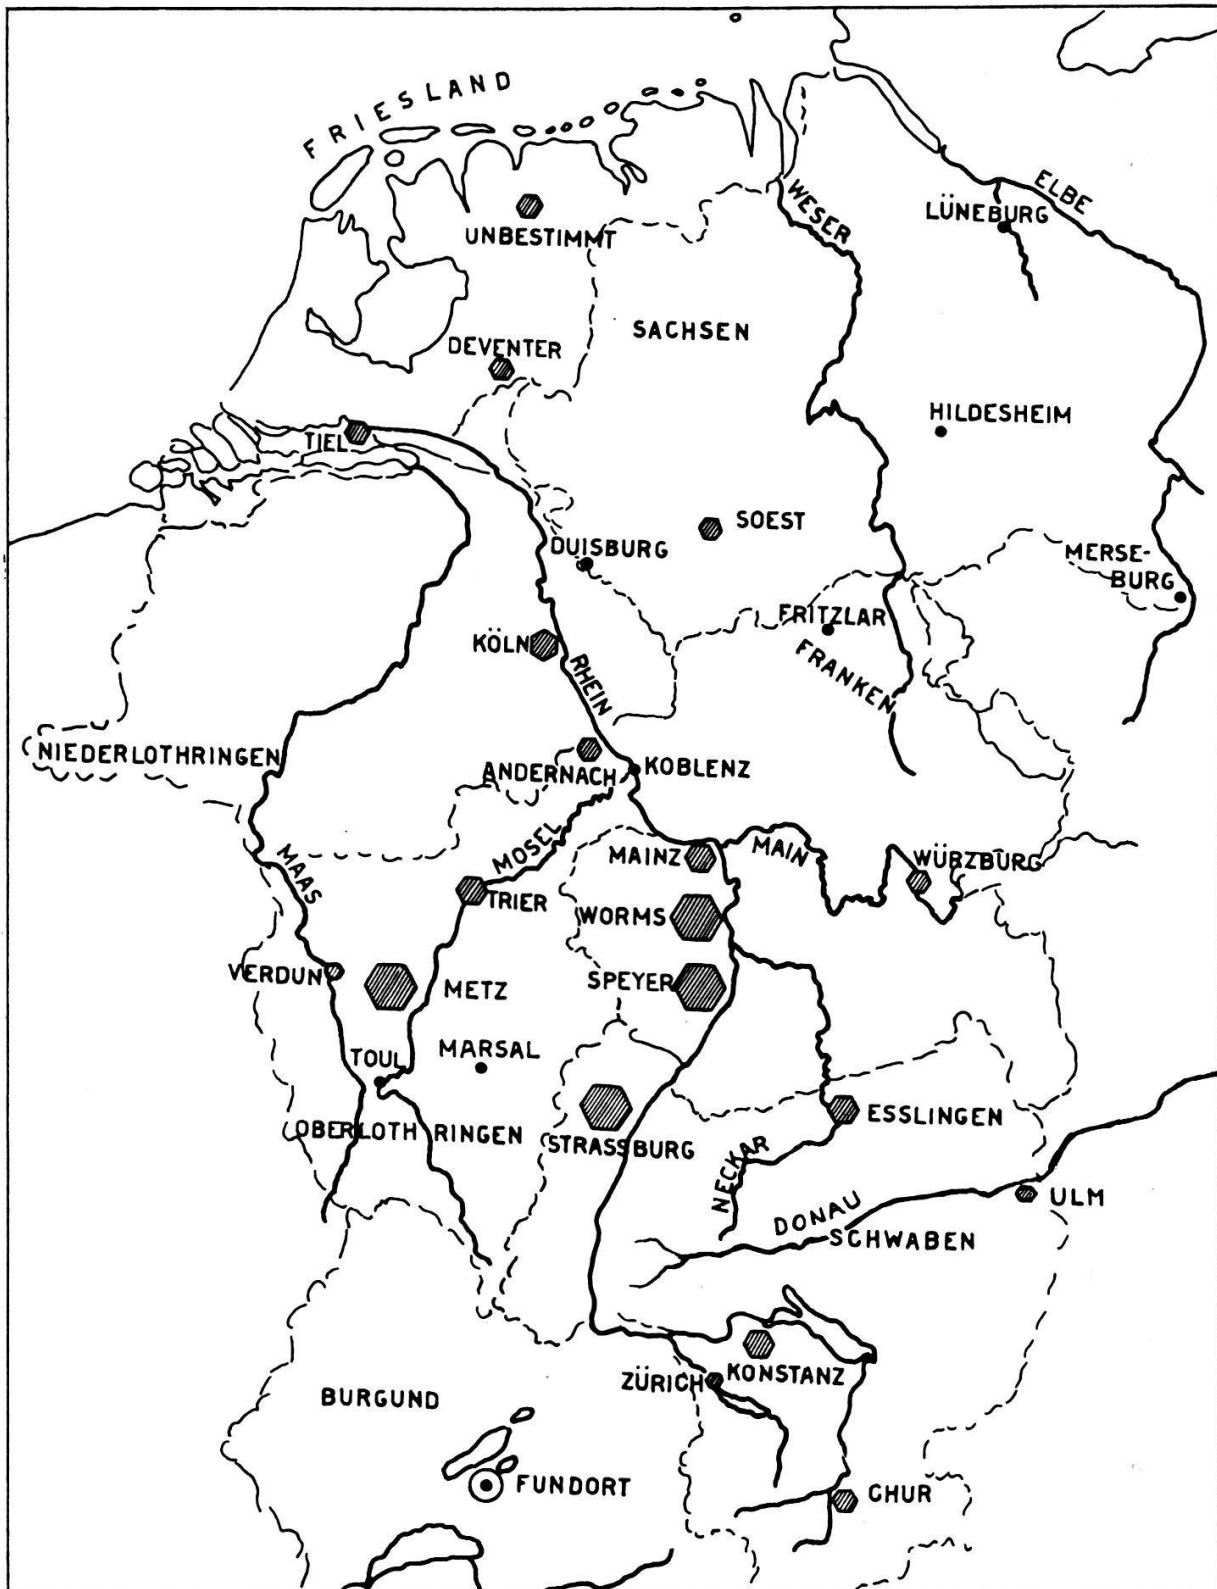 FRIESLAND
UNBESTIMMT
WESER
LÜNEBURG
ELBE
SACHSEN
DEVENTER
HILDESHEIM
TIEL
SOEST
DUISBURG
MERSE-
BURG
FRITZLAR
KÖLN
RHEIN
FRANKEN
NIEDERLOTHRINGEN
ANDERNACH
KOBLENZ
MAAS
MOSEL
MAINZ
MAIN
WÜRZBURG
TRIER
WORMS
VERDUN
METZ
SPEYER
TOUL
MARSAL
OBERLOTHRINGEN
STRASSBURG
ESSLINGEN
NECKAR
DONAU
ULM
SCHWABEN
ZÜRICH
KONSTANZ
BURGUND
FUNDORT
CHUR